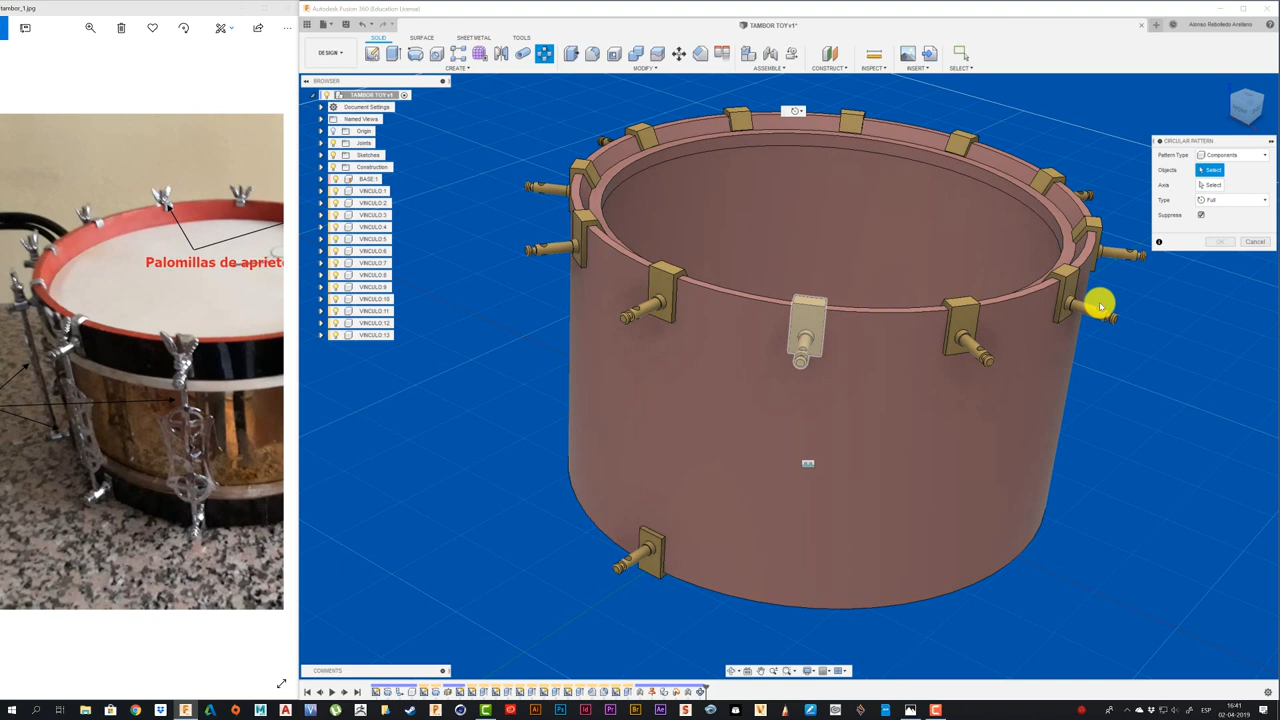 tambor_1.jpg
Palomillas de apriete
Autodesk Fusion 360 (Education License)
TAMBOR TOY v1*
Alonso Rebolledo Arellano
DESIGN
SOLID
SURFACE
SHEET METAL
TOOLS
CREATE
MODIFY
ASSEMBLE
CONSTRUCT
INSPECT
INSERT
SELECT
BROWSER
TAMBOR TOY v1
Document Settings
Named Views
Origin
Joints
Sketches
Construction
BASE:1
VINCULO:1
VINCULO:2
VINCULO:3
VINCULO:4
VINCULO:5
VINCULO:6
VINCULO:7
VINCULO:8
VINCULO:9
VINCULO:10
VINCULO:11
VINCULO:12
VINCULO:13
CIRCULAR PATTERN
Pattern Type Components
Objects Select
Axis Select
Type Full
Suppress
OK Cancel
COMMENTS
ESP
16:41
02-04-2019